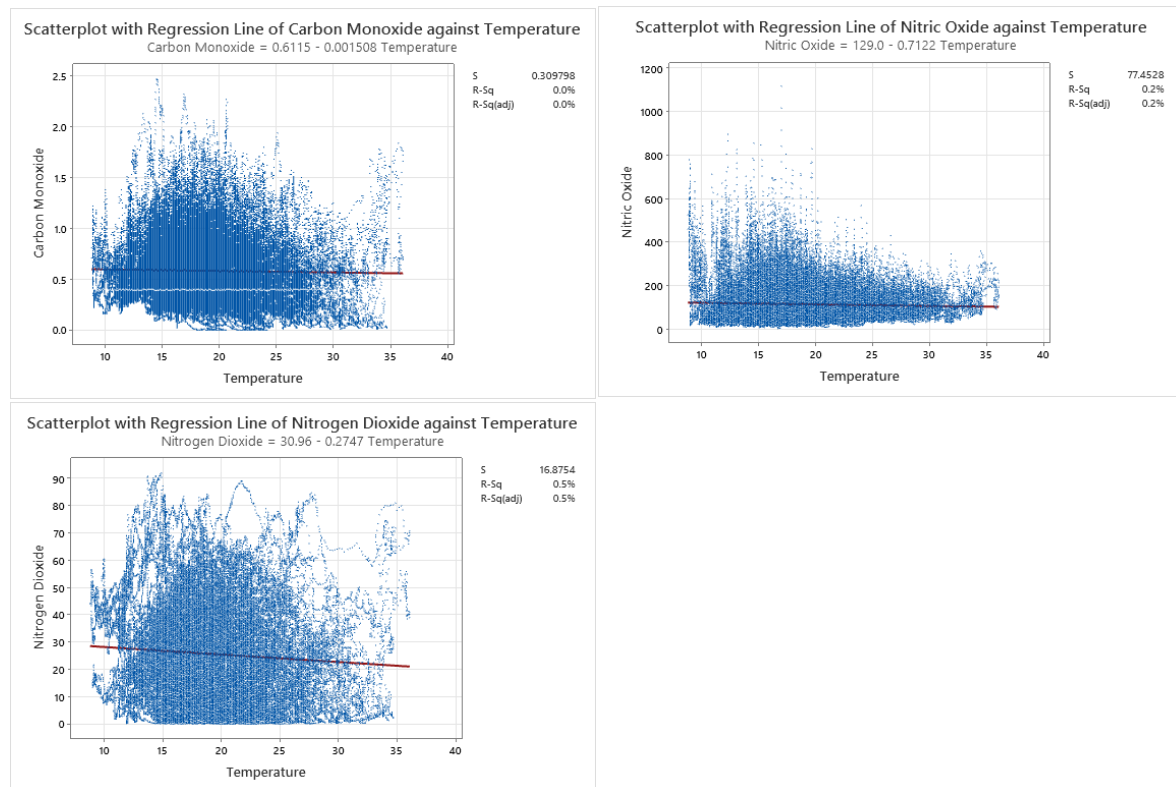 Scatterplot with Regression Line of Carbon Monoxide against Temperature
Carbon Monoxide = 0.6115 - 0.001508 Temperature
S 0.309798
R-Sq 0.0%
R-Sq(adj) 0.0%
Carbon Monoxide
2.5
2.0
1.5
1.0
0.5
0.0
10 15 20 25 30 35 40
Temperature
Scatterplot with Regression Line of Nitric Oxide against Temperature
Nitric Oxide = 129.0 - 0.7122 Temperature
S 77.4528
R-Sq 0.2%
R-Sq(adj) 0.2%
Nitric Oxide
1200
1000
800
600
400
200
0
10 15 20 25 30 35 40
Temperature
Scatterplot with Regression Line of Nitrogen Dioxide against Temperature
Nitrogen Dioxide = 30.96 - 0.2747 Temperature
S 16.8754
R-Sq 0.5%
R-Sq(adj) 0.5%
Nitrogen Dioxide
90
80
70
60
50
40
30
20
10
0
10 15 20 25 30 35 40
Temperature